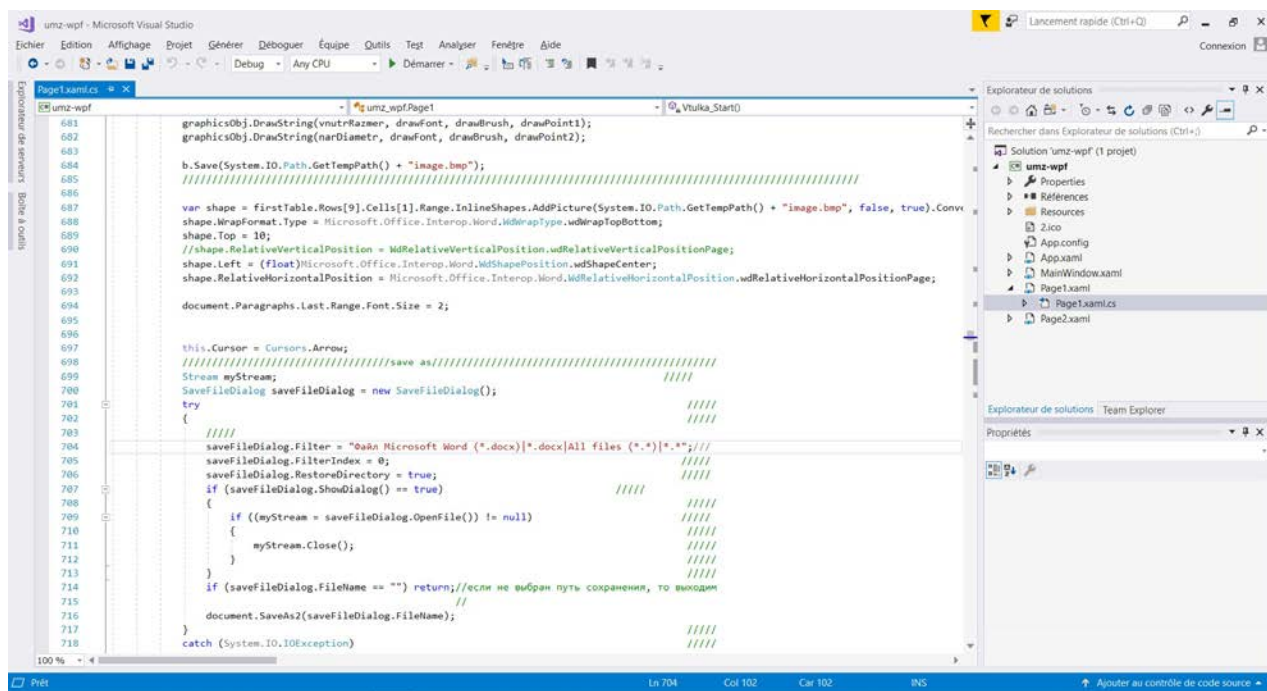 umz-wpf - Microsoft Visual Studio
Lancement rapide (Ctrl+Q)
Fichier Edition Affichage Projet Générer Déboguer Équipe Outils Test Analyser Fenêtre Aide
Connexion
Debug Any CPU Démarrer
Explorateur de serveurs
Boîte à outils
Page1.xaml.cs
umz-wpf umz_wpf.Page1 Vtulka_Start()
681 graphicsObj.DrawString(vnutrRazmer, drawFont, drawBrush, drawPoint1);
682 graphicsObj.DrawString(narDiametr, drawFont, drawBrush, drawPoint2);
683
684 b.Save(System.IO.Path.GetTempPath() + "image.bmp");
685 //////////////////////////////////////////////////////////////////////////////////////////////////////////////////
686
687 var shape = firstTable.Rows[9].Cells[1].Range.InlineShapes.AddPicture(System.IO.Path.GetTempPath() + "image.bmp", false, true).Conve
688 shape.WrapFormat.Type = Microsoft.Office.Interop.Word.WdWrapType.wdWrapTopBottom;
689 shape.Top = 10;
690 //shape.RelativeVerticalPosition = WdRelativeVerticalPosition.wdRelativeVerticalPositionPage;
691 shape.Left = (float)Microsoft.Office.Interop.Word.WdShapePosition.wdShapeCenter;
692 shape.RelativeHorizontalPosition = Microsoft.Office.Interop.Word.WdRelativeHorizontalPosition.wdRelativeHorizontalPositionPage;
693
694 document.Paragraphs.Last.Range.Font.Size = 2;
695
696
697 this.Cursor = Cursors.Arrow;
698 ///////////////////////////////////save as////////////////////////////////////////////////
699 Stream myStream; /////
700 SaveFileDialog saveFileDialog = new SaveFileDialog();
701 try /////
702 { /////
703 /////
704 saveFileDialog.Filter = "Файл Microsoft Word (*.docx)|*.docx|All files (*.*)|*.*";///
705 saveFileDialog.FilterIndex = 0; /////
706 saveFileDialog.RestoreDirectory = true; /////
707 if (saveFileDialog.ShowDialog() == true) /////
708 { /////
709 if ((myStream = saveFileDialog.OpenFile()) != null) /////
710 { /////
711 myStream.Close(); /////
712 } /////
713 } /////
714 if (saveFileDialog.FileName == "") return;//если не выбран путь сохранения, то выходим
715 //
716 document.SaveAs2(saveFileDialog.FileName);
717 } /////
718 catch (System.IO.IOException) /////
100 %
Explorateur de solutions
Rechercher dans Explorateur de solutions (Ctrl+;)
Solution 'umz-wpf' (1 projet)
umz-wpf
Properties
Références
Resources
2.ico
App.config
App.xaml
MainWindow.xaml
Page1.xaml
Page1.xaml.cs
Page2.xaml
Explorateur de solutions Team Explorer
Propriétés
Prêt Ln 704 Col 102 Car 102 INS Ajouter au contrôle de code source